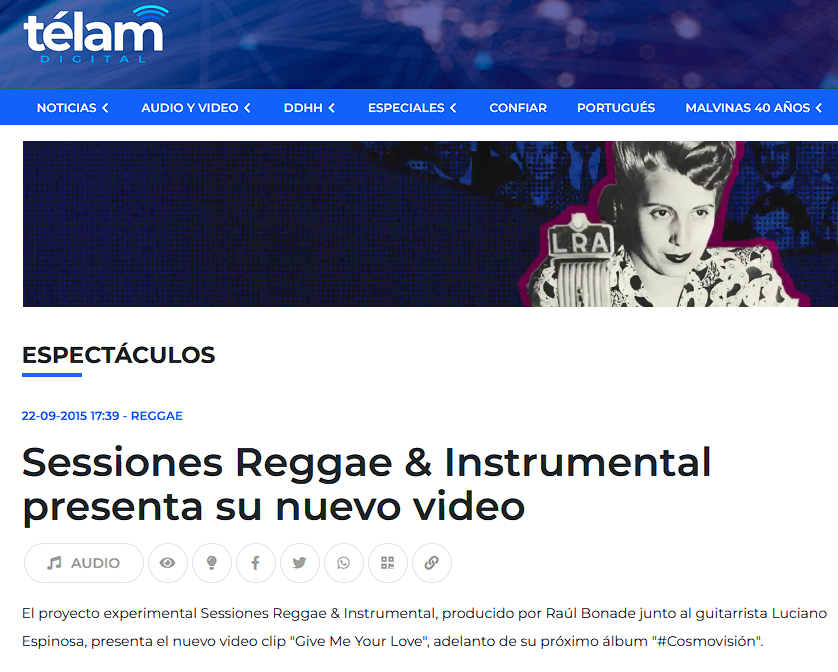 télam
DIGITAL
NOTICIAS AUDIO Y VIDEO DDHH ESPECIALES CONFIAR PORTUGUÉS MALVINAS 40 AÑOS
LRA
ESPECTÁCULOS
22-09-2015 17:39 - REGGAE
Sessiones Reggae & Instrumental
presenta su nuevo video
AUDIO
El proyecto experimental Sessiones Reggae & Instrumental, producido por Raúl Bonade junto al guitarrista Luciano
Espinosa, presenta el nuevo video clip "Give Me Your Love", adelanto de su próximo álbum "#Cosmovisión".